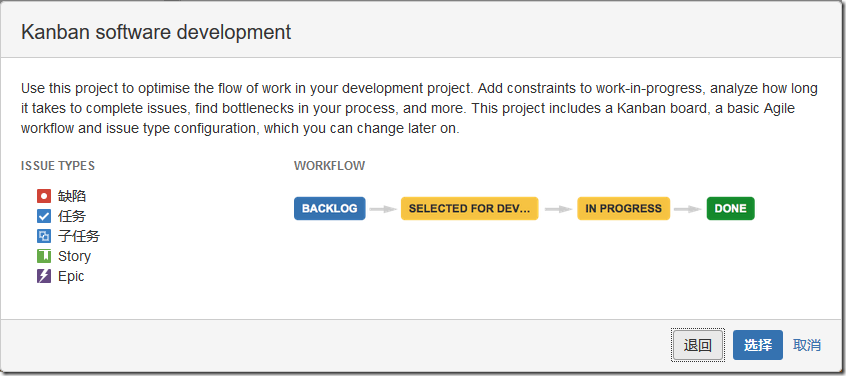 Kanban software development
Use this project to optimise the flow of work in your development project. Add constraints to work-in-progress, analyze how long
it takes to complete issues, find bottlenecks in your process, and more. This project includes a Kanban board, a basic Agile
workflow and issue type configuration, which you can change later on.
ISSUE TYPES
缺陷
任务
子任务
Story
Epic
WORKFLOW
BACKLOG SELECTED FOR DEV... IN PROGRESS DONE
退回 选择 取消